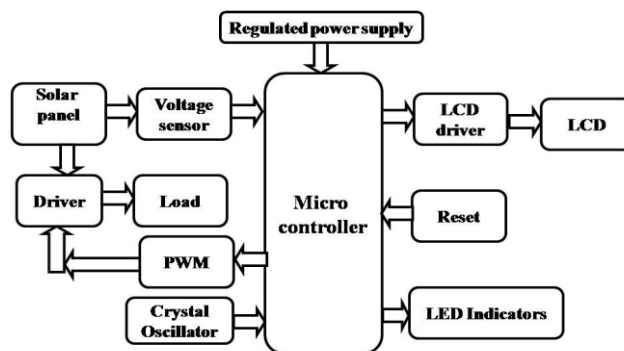 Regulated power supply
Solar
panel
Voltage
sensor
LCD
driver
LCD
Driver
Load
Micro
controller
Reset
PWM
Crystal
Oscillator
LED Indicators